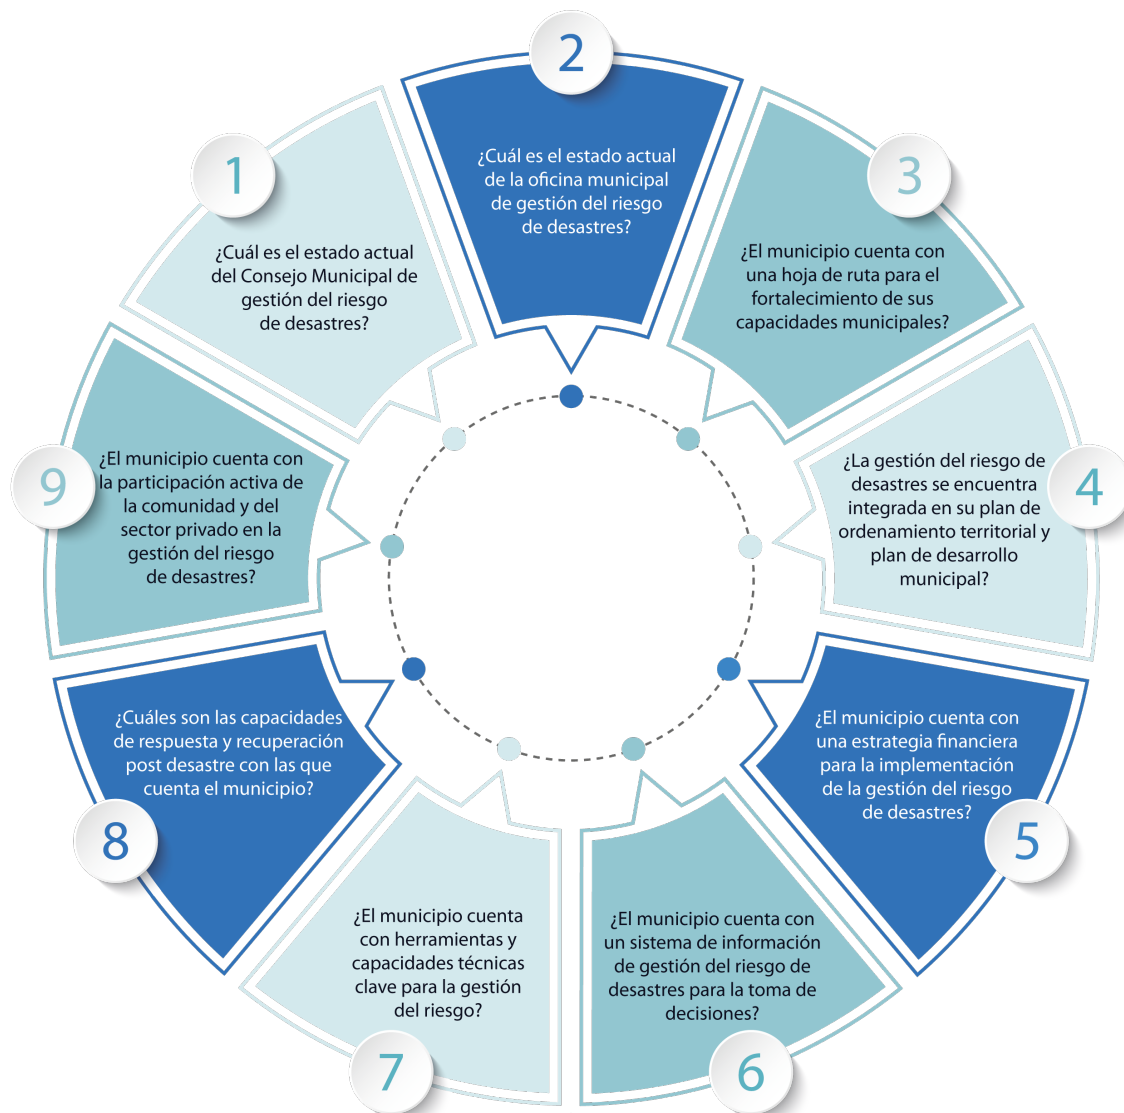 1
¿Cuál es el estado actual
del Consejo Municipal de
gestión del riesgo
de desastres?
2
¿Cuál es el estado actual
de la oficina municipal
de gestión del riesgo
de desastres?
3
¿El municipio cuenta con
una hoja de ruta para el
fortalecimiento de sus
capacidades municipales?
4
¿La gestión del riesgo de
desastres se encuentra
integrada en su plan de
ordenamiento territorial y
plan de desarrollo
municipal?
5
¿El municipio cuenta con
una estrategia financiera
para la implementación
de la gestión del riesgo
de desastres?
6
¿El municipio cuenta con
un sistema de información
de gestión del riesgo de
desastres para la toma de
decisiones?
7
¿El municipio cuenta
con herramientas y
capacidades técnicas
clave para la gestión
del riesgo?
8
¿Cuáles son las capacidades
de respuesta y recuperación
post desastre con las que
cuenta el municipio?
9
¿El municipio cuenta con
la participación activa de
la comunidad y del
sector privado en la
gestión del riesgo
de desastres?